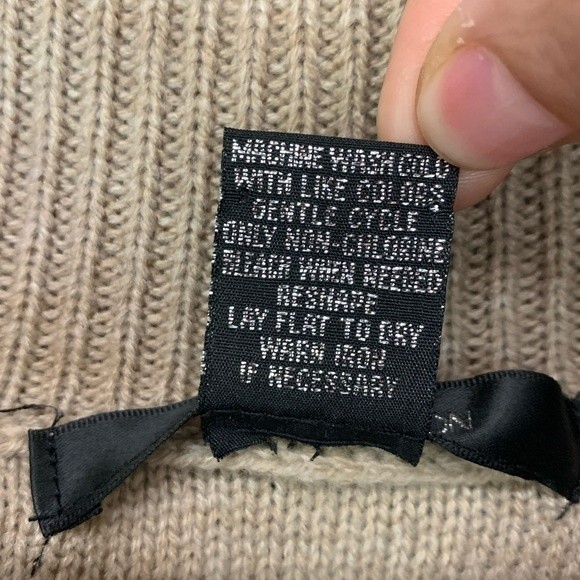 MACHINE WASH COLD
WITH LIKE COLORS
GENTLE CYCLE
ONLY NON-CHLORINE
BLEACH WHEN NEEDED
RESHAPE
LAY FLAT TO DRY
WARM IRON
IF NECESSARY